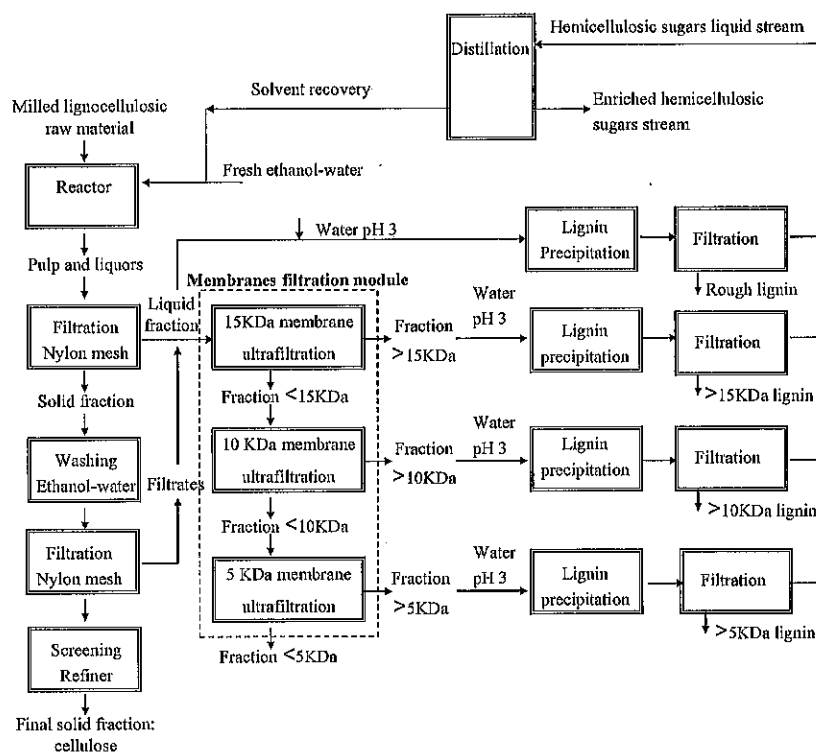 Hemicellulosic sugars liquid stream
Distillation
Solvent recovery
Enriched hemicellulosic
sugars stream
Milled lignocellulosic
raw material
Fresh ethanol-water
Reactor
Water pH 3
Lignin
Precipitation
Filtration
Pulp and liquors
Rough lignin
Membranes filtration module
Liquid
fraction
Filtration
Nylon mesh
15KDa membrane
ultrafiltration
Fraction
>15KDa
Water
pH 3
Lignin
precipitation
Filtration
>15KDa lignin
Solid fraction
Fraction <15KDa
Washing
Ethanol-water
Filtrates
10 KDa membrane
ultrafiltration
Fraction
>10KDa
Water
pH 3
Lignin
precipitation
Filtration
>10KDa lignin
Fraction <10KDa
Filtration
Nylon mesh
5 KDa membrane
ultrafiltration
Fraction
>5KDa
Water
pH 3
Lignin
precipitation
Filtration
>5KDa lignin
Fraction <5KDa
Screening
Refiner
Final solid fraction:
cellulose